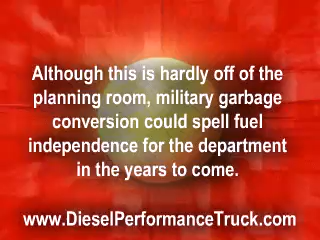 Although this is hardly off of the
planning room, military garbage
conversion could spell fuel
independence for the department
in the years to come.
www.DieselPerformanceTruck.com